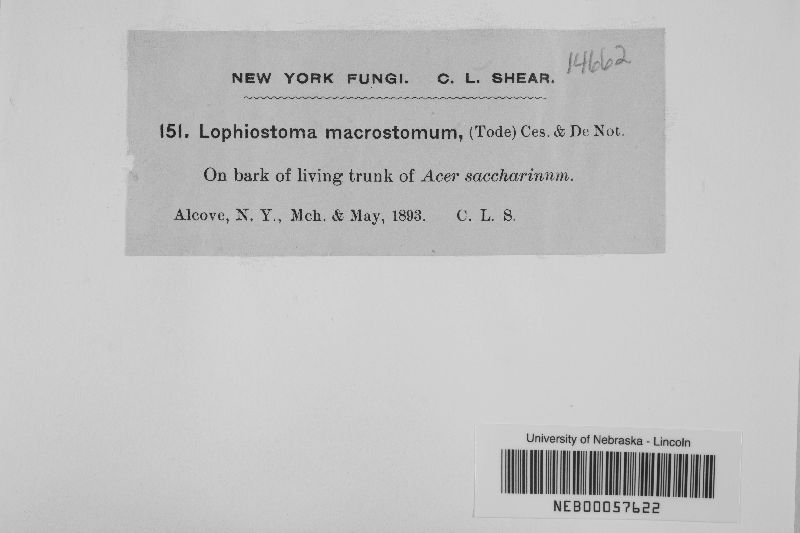 NEW YORK FUNGI. C. L. SHEAR.
14662
151. Lophiostoma macrostomum, (Tode) Ces. & De Not.
On bark of living trunk of Acer saccharinnm.
Alcove, N. Y., Mch. & May, 1893. C. L. S.
University of Nebraska - Lincoln
NEB00057622